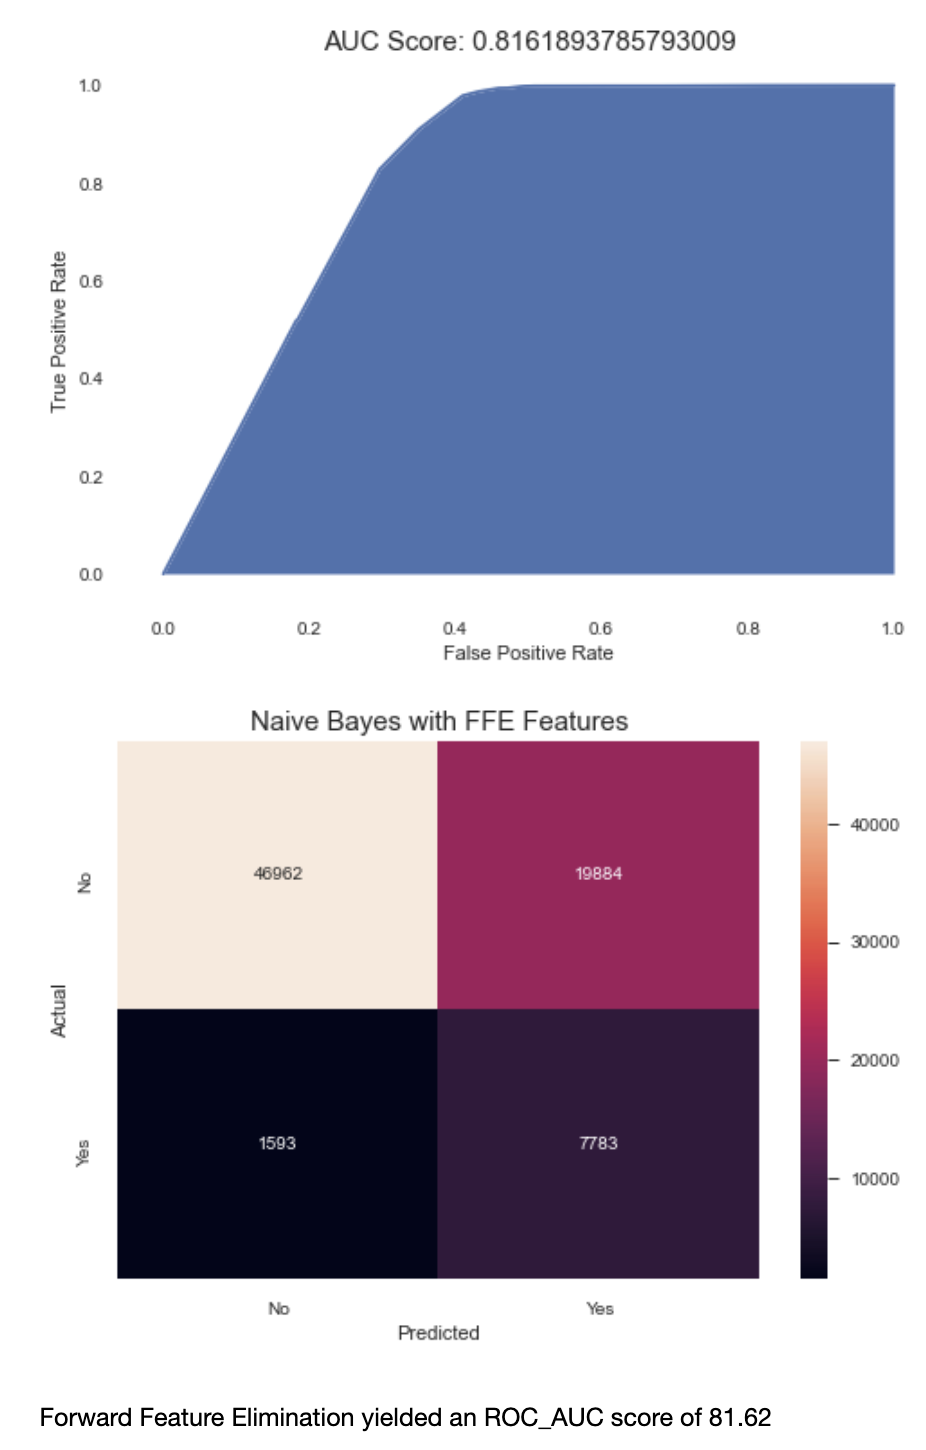 AUC Score: 0.8161893785793009
1.0
0.8
0.6
0.4
0.2
0.0
True Positive Rate
0.0 0.2 0.4 0.6 0.8 1.0
False Positive Rate
Naive Bayes with FFE Features
No
Yes
Actual
46962 19884
1593 7783
40000
30000
20000
10000
No Yes
Predicted
Forward Feature Elimination yielded an ROC_AUC score of 81.62